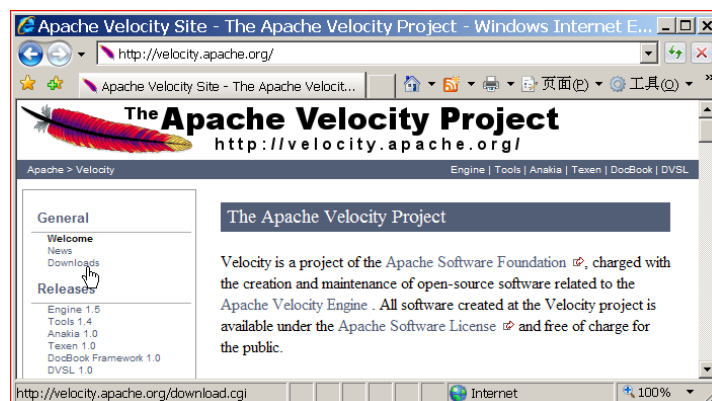 Apache Velocity Site - The Apache Velocity Project - Windows Internet E...
http://velocity.apache.org/
Apache Velocity Site - The Apache Velocit...
页面(P)
工具(O)
»
The Apache Velocity Project
http://velocity.apache.org/
Apache > Velocity
Engine | Tools | Anakia | Texen | DocBook | DVSL
General
Welcome
News
Downloads
Releases
Engine 1.5
Tools 1.4
Anakia 1.0
Texen 1.0
DocBook Framework 1.0
DVSL 1.0
The Apache Velocity Project
Velocity is a project of the Apache Software Foundation , charged with
the creation and maintenance of open-source software related to the
Apache Velocity Engine . All software created at the Velocity project is
available under the Apache Software License and free of charge for
the public.
http://velocity.apache.org/download.cgi
Internet
100%